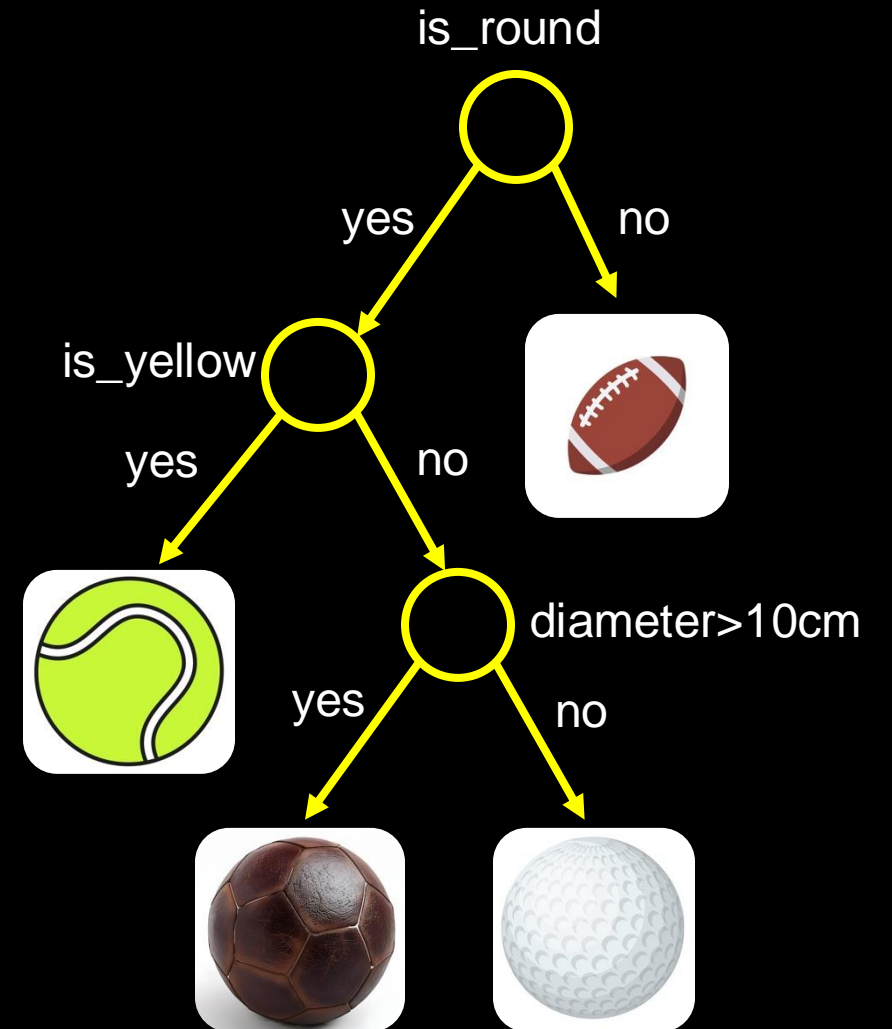 is_round
yes
no
is_yellow
yes
no
diameter>10cm
yes
no